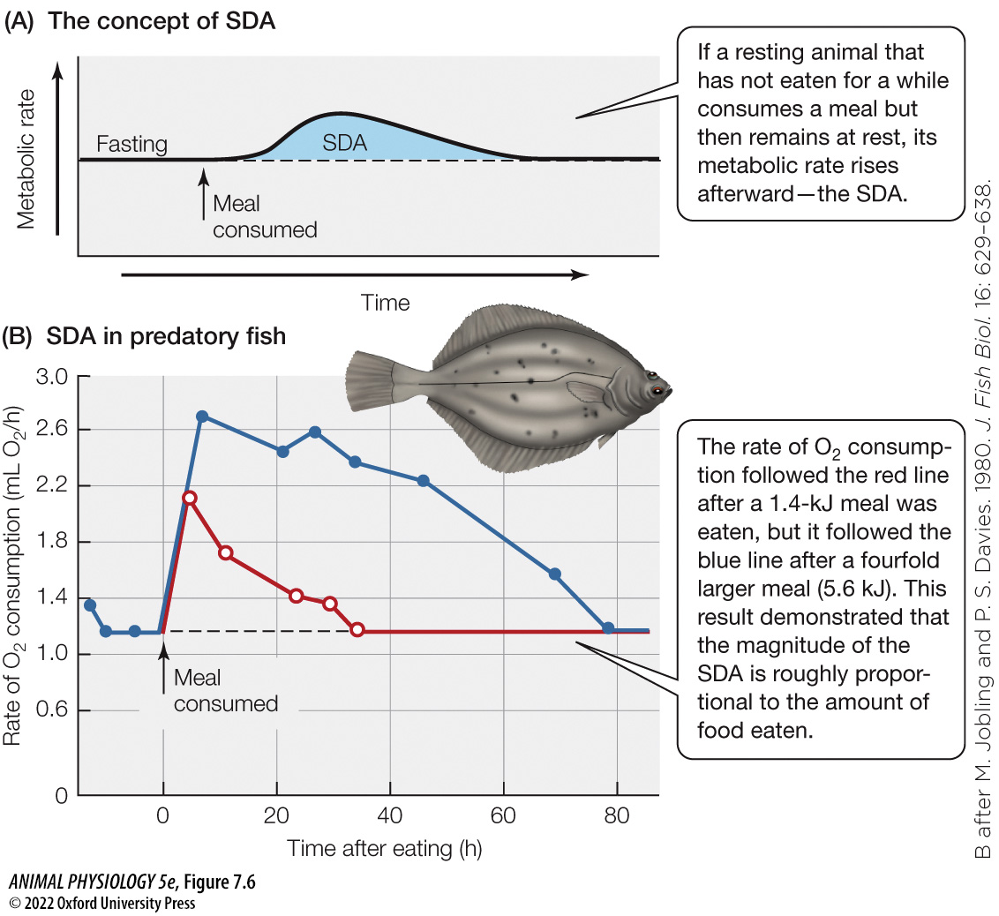 (A) The concept of SDA
Metabolic rate
Fasting
SDA
Meal
consumed
Time
If a resting animal that
has not eaten for a while
consumes a meal but
then remains at rest, its
metabolic rate rises
afterward—the SDA.
(B) SDA in predatory fish
Rate of O₂ consumption (mL O₂/h)
3.0
2.6
2.2
1.8
1.4
1.0
0.6
0
Meal
consumed
0 20 40 60 80
Time after eating (h)
The rate of O₂ consump-
tion followed the red line
after a 1.4-kJ meal was
eaten, but it followed the
blue line after a fourfold
larger meal (5.6 kJ). This
result demonstrated that
the magnitude of the
SDA is roughly propor-
tional to the amount of
food eaten.
B after M. Jobling and P. S. Davies. 1980. J. Fish Biol. 16: 629–638.
ANIMAL PHYSIOLOGY 5e, Figure 7.6
© 2022 Oxford University Press